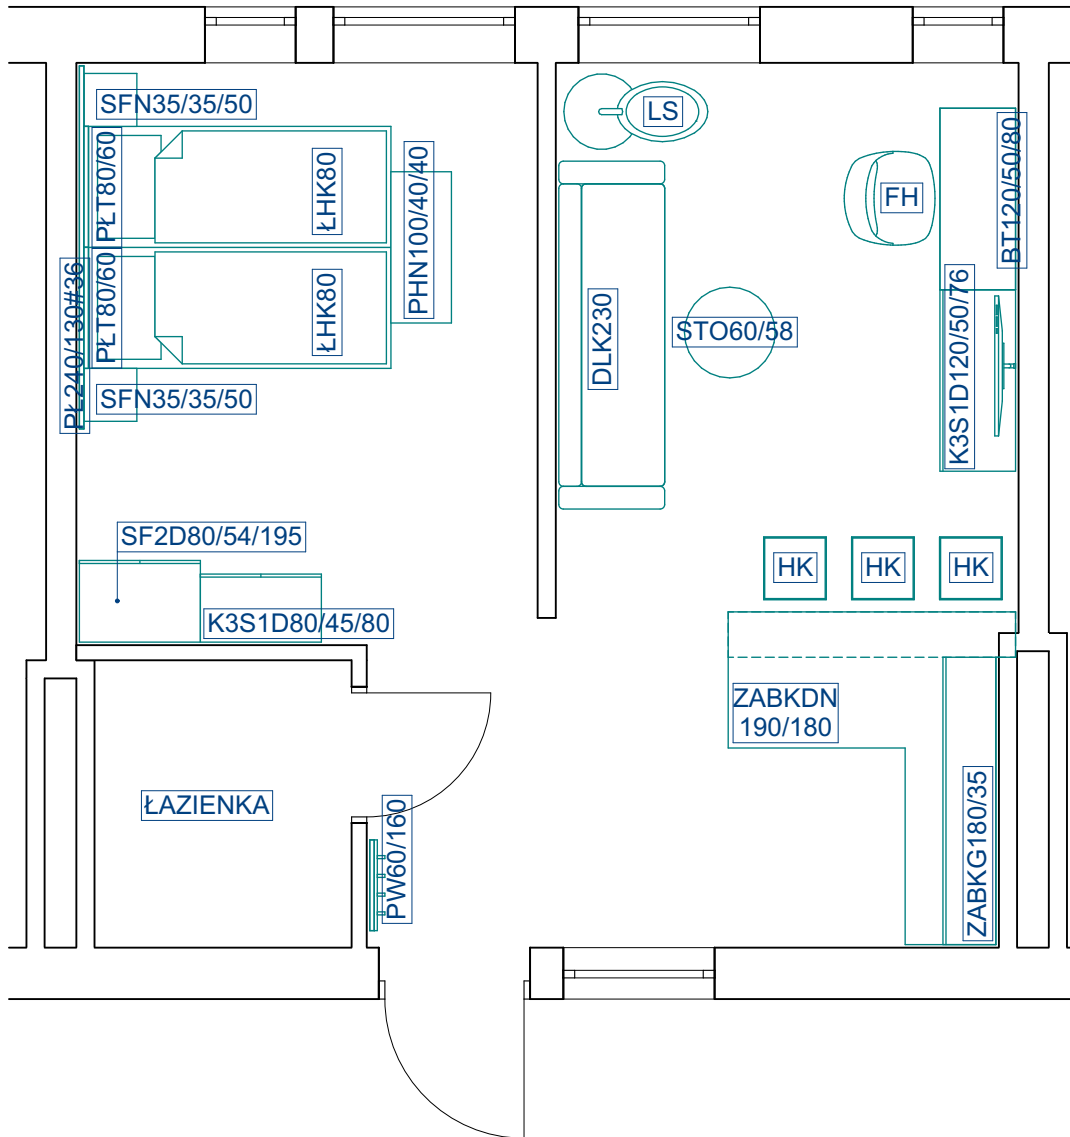 SFN35/35/50
LS
PŁT80/60
ŁHK80
PHN100/40/40
FH
BT120/50/80
PŁT80/60
ŁHK80
PŁ240/130#36
DLK230
STO60/58
K3S1D120/50/76
SFN35/35/50
SF2D80/54/195
HK
HK
HK
K3S1D80/45/80
ZABKDN
190/180
ŁAZIENKA
PW60/160
ZABKG180/35